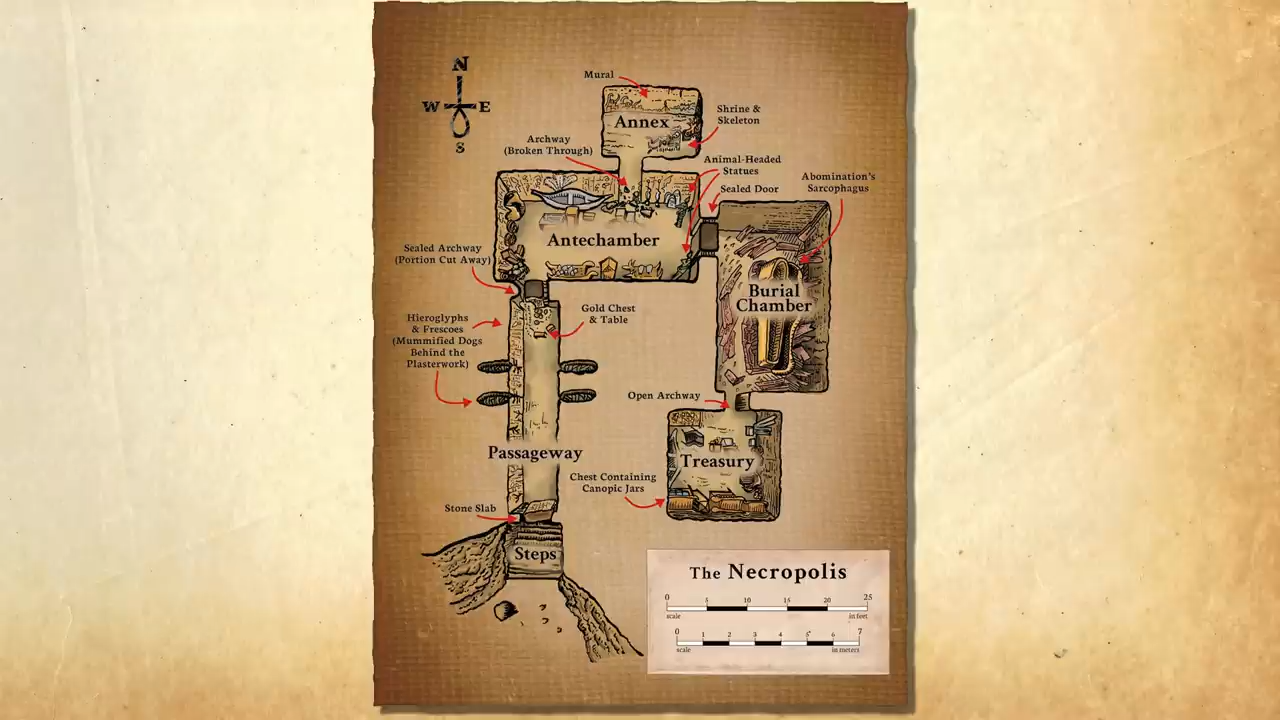 N
W E
S
Mural
Annex
Shrine &
Skeleton
Archway
(Broken Through)
Animal-Headed
Statues
Sealed Door
Abomination's
Sarcophagus
Antechamber
Sealed Archway
(Portion Cut Away)
Burial
Chamber
Gold Chest
& Table
Hieroglyphs
& Frescoes
(Mummified Dogs
Behind the
Plasterwork)
Open Archway
Passageway
Treasury
Chest Containing
Canopic Jars
Stone Slab
Steps
The Necropolis
0 5 10 15 20 25
scale in feet
0 1 2 3 4 5 6 7
scale in meters